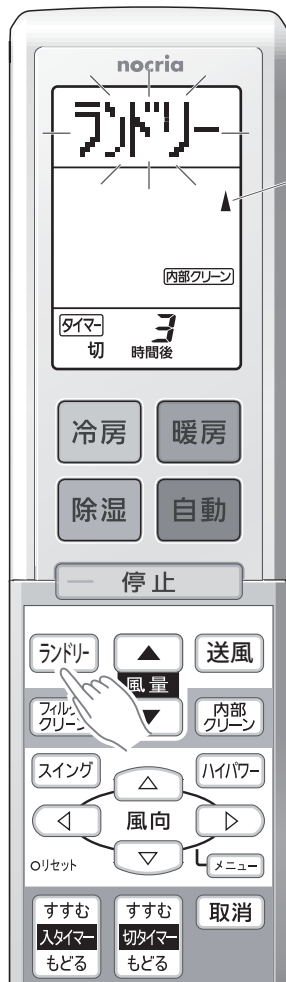 nocria
ランドリー
内部クリーン
タイマー 3
切 時間後
冷房 暖房
除湿 自動
停止
ランドリー 風量 送風
クリーン 内部クリーン
スイング ハイパワー
風向
リセット メニュー
すすむ すすむ 取消
入タイマー 切タイマー
もどる もどる